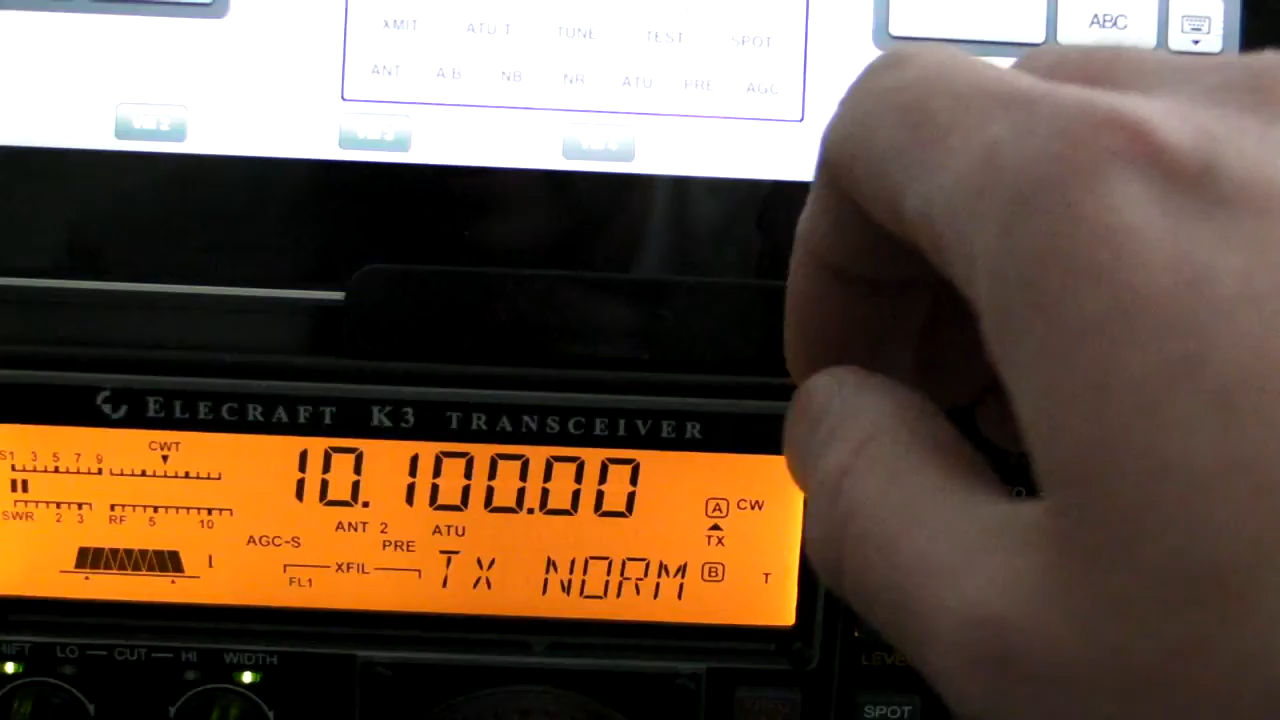 ABC
XMIT ATU T TUNE TEST SPOT
ANT A/B NB NR ATU PRE AGC
ELECRAFT K3 TRANSCEIVER
CWT
S1 3 5 7 9
10.100.00
SWR 2 3 RF 5 10
A CW
ANT 2 ATU
TX
AGC-S PRE
XFIL
FL1
TX NORM
B T
LO CUT HI WIDTH
SPOT